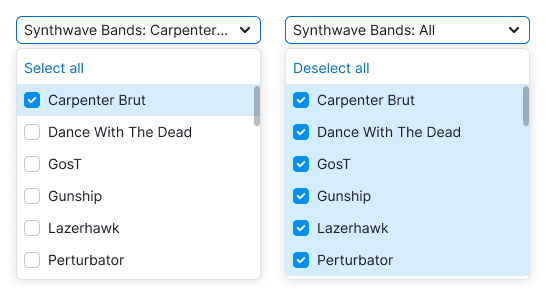 Synthwave Bands: Carpenter...
Select all
Carpenter Brut
Dance With The Dead
GosT
Gunship
Lazerhawk
Perturbator
Synthwave Bands: All
Deselect all
Carpenter Brut
Dance With The Dead
GosT
Gunship
Lazerhawk
Perturbator